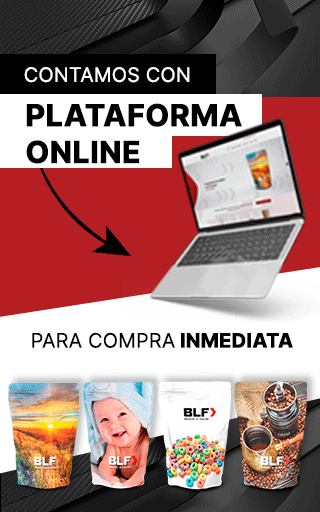 CONTAMOS CON
PLATAFORMA
ONLINE
PARA COMPRA INMEDIATA
BLF
BLF
BLF
BLF